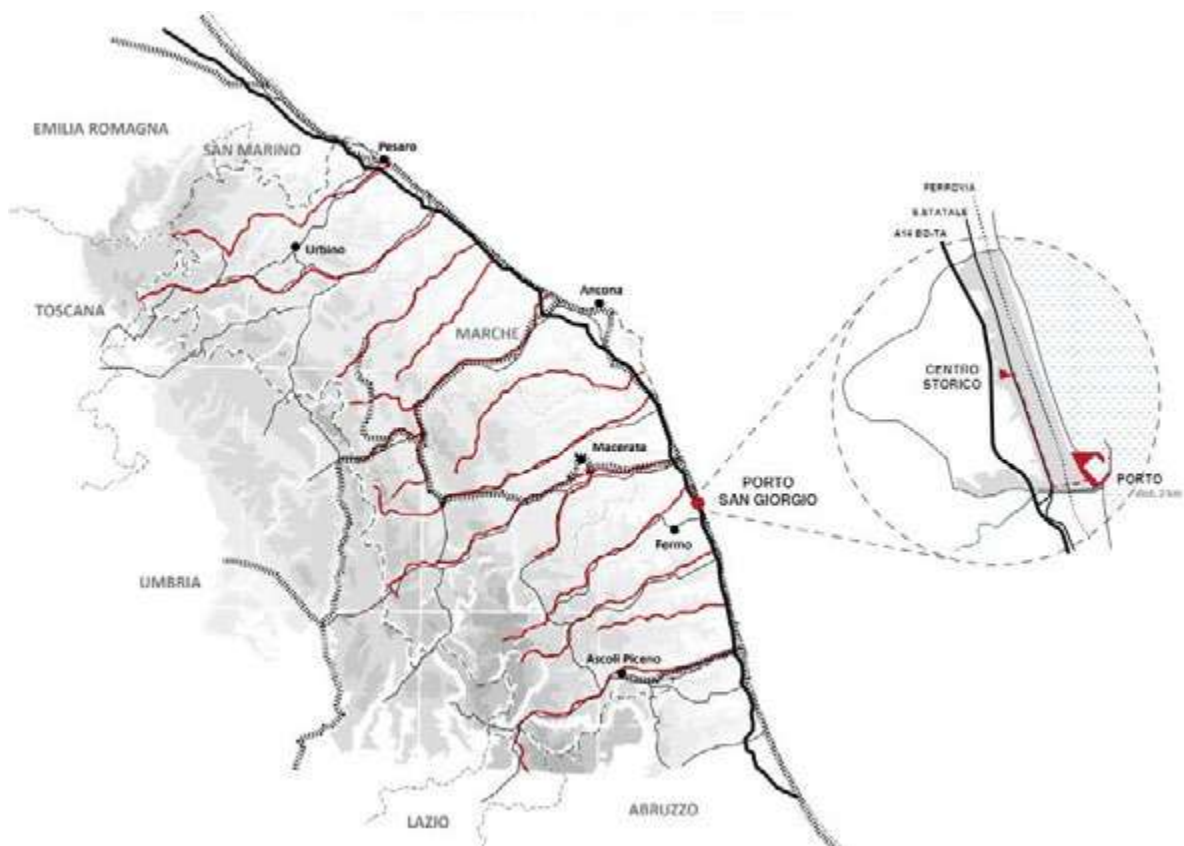 EMILIA ROMAGNA
SAN MARINO
Pesaro
Urbino
TOSCANA
Ancona
MARCHE
Macerata
PORTO
SAN GIORGIO
Fermo
UMBRIA
Ascoli Piceno
LAZIO
ABRUZZO
FERROVIA
S.STATALE
A14 BO-TA
CENTRO
STORICO
PORTO